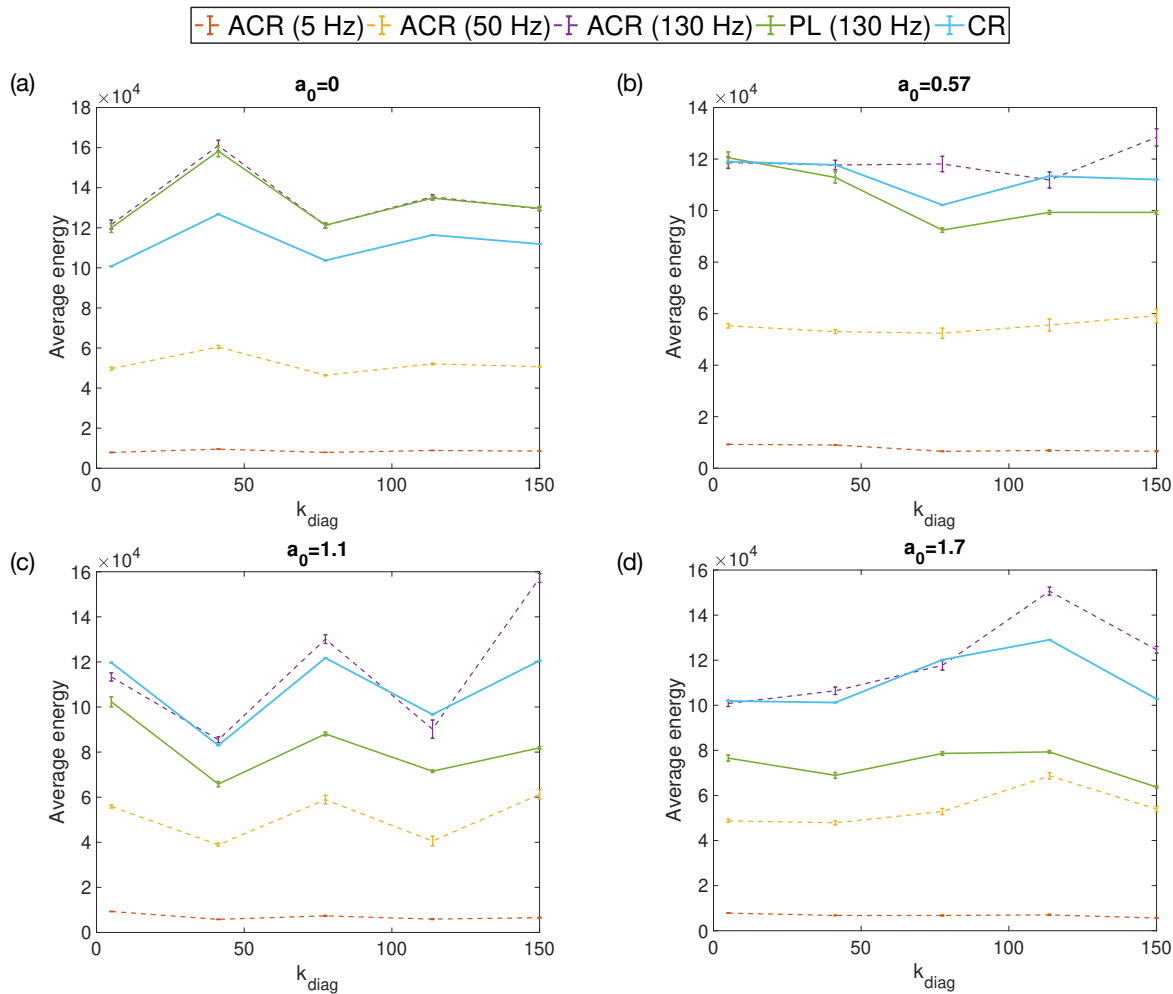 ACR (5 Hz) ACR (50 Hz) ACR (130 Hz) PL (130 Hz) CR
(a)
a0=0
×10^4
18
16
14
12
10
8
6
4
2
0
Average energy
0 50 100 150
kdiag
(b)
a0=0.57
×10^4
14
12
10
8
6
4
2
0
Average energy
0 50 100 150
kdiag
(c)
a0=1.1
×10^4
16
14
12
10
8
6
4
2
0
Average energy
0 50 100 150
kdiag
(d)
a0=1.7
×10^4
16
14
12
10
8
6
4
2
0
Average energy
0 50 100 150
kdiag